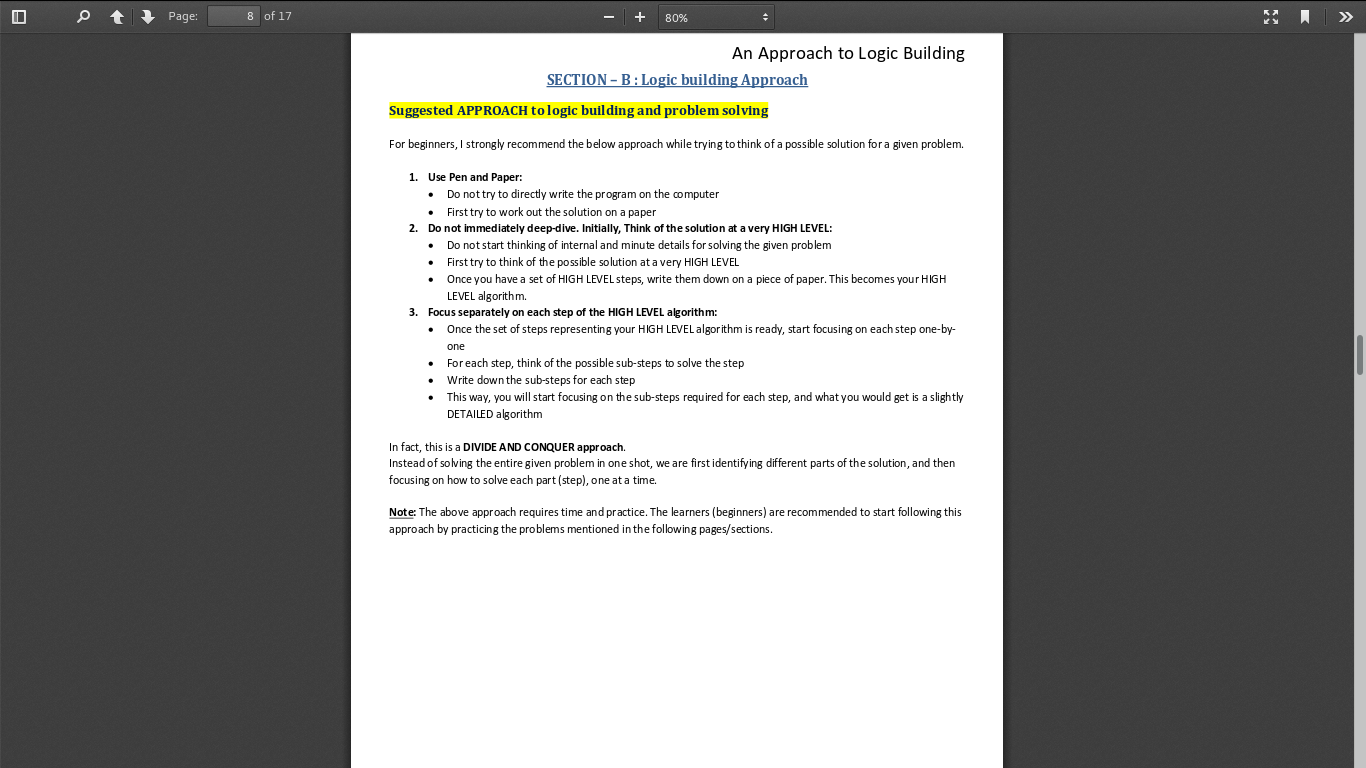 Page: 8 of 17
80%
An Approach to Logic Building
SECTION – B : Logic building Approach
Suggested APPROACH to logic building and problem solving
For beginners, I strongly recommend the below approach while trying to think of a possible solution for a given problem.
1. Use Pen and Paper:
• Do not try to directly write the program on the computer
• First try to work out the solution on a paper
2. Do not immediately deep-dive. Initially, Think of the solution at a very HIGH LEVEL:
• Do not start thinking of internal and minute details for solving the given problem
• First try to think of the possible solution at a very HIGH LEVEL
• Once you have a set of HIGH LEVEL steps, write them down on a piece of paper. This becomes your HIGH
LEVEL algorithm.
3. Focus separately on each step of the HIGH LEVEL algorithm:
• Once the set of steps representing your HIGH LEVEL algorithm is ready, start focusing on each step one-by-
one
• For each step, think of the possible sub-steps to solve the step
• Write down the sub-steps for each step
• This way, you will start focusing on the sub-steps required for each step, and what you would get is a slightly
DETAILED algorithm
In fact, this is a DIVIDE AND CONQUER approach.
Instead of solving the entire given problem in one shot, we are first identifying different parts of the solution, and then
focusing on how to solve each part (step), one at a time.
Note: The above approach requires time and practice. The learners (beginners) are recommended to start following this
approach by practicing the problems mentioned in the following pages/sections.